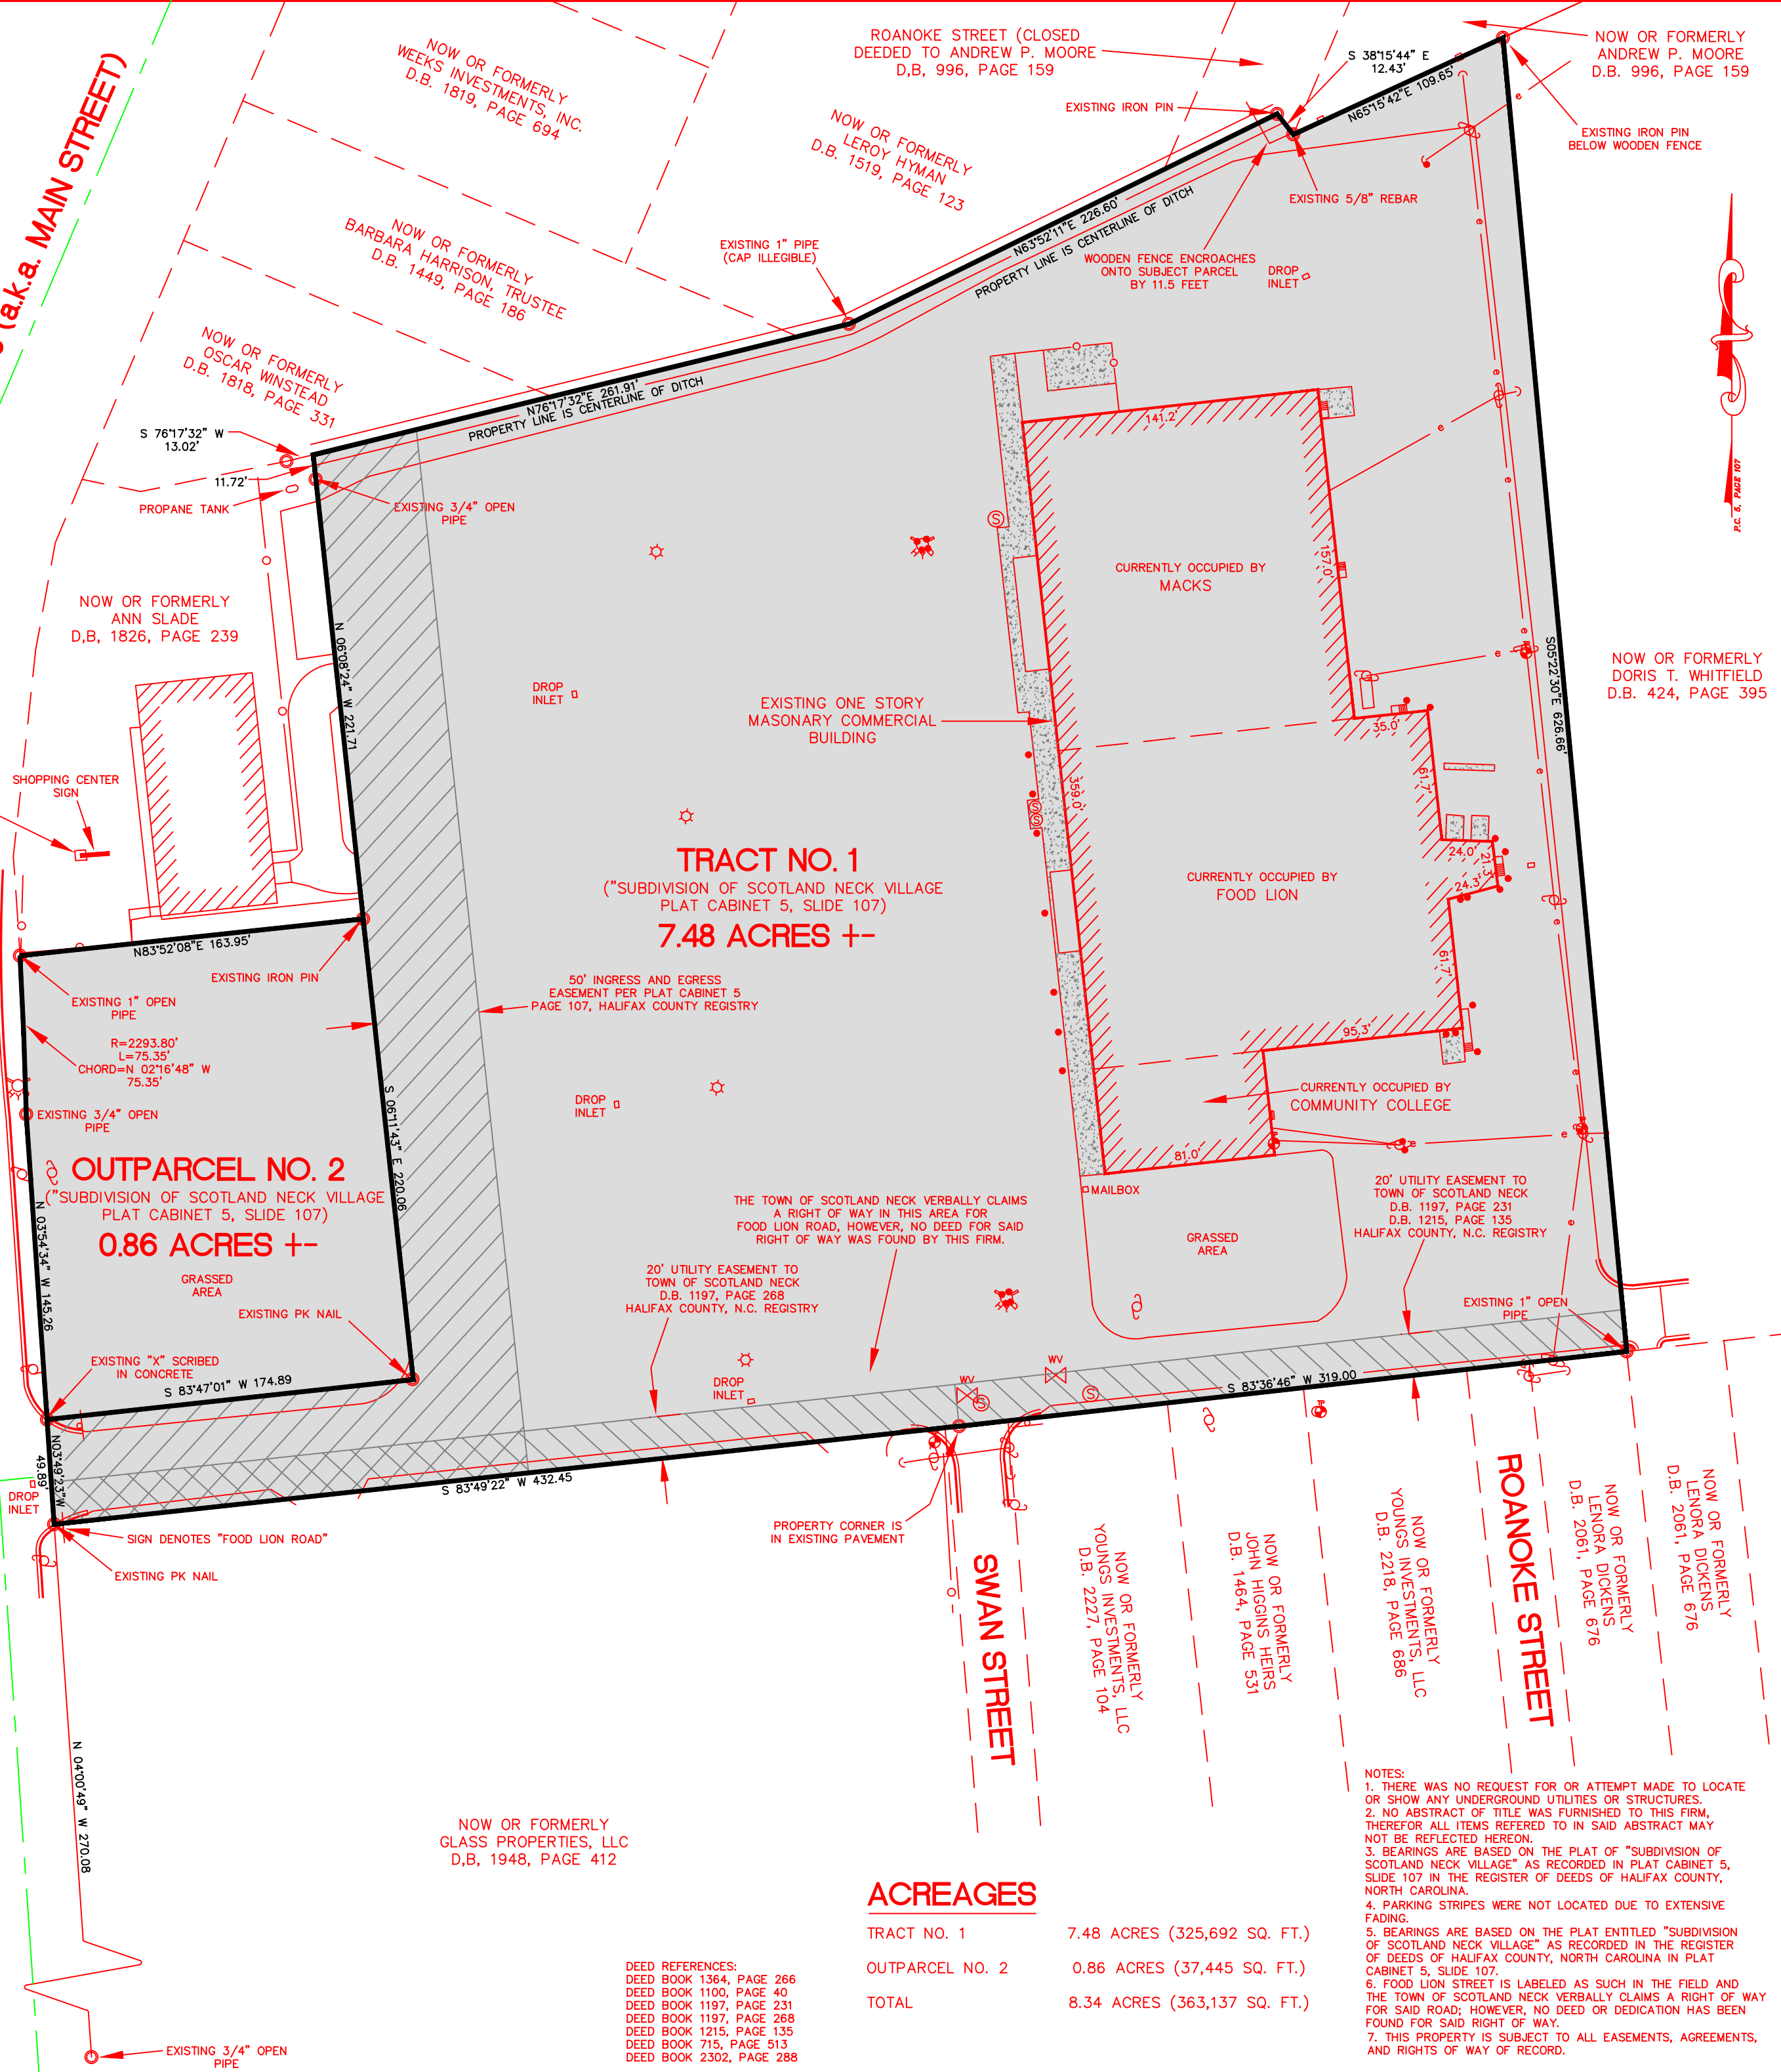 (a.k.a. MAIN STREET)
NOW OR FORMERLY
WEEKS INVESTMENTS, INC.
D.B. 1819, PAGE 694
ROANOKE STREET (CLOSED
DEEDED TO ANDREW P. MOORE
D,B, 996, PAGE 159
S 38°15'44" E
12.43'
NOW OR FORMERLY
ANDREW P. MOORE
D.B. 996, PAGE 159
EXISTING IRON PIN
N65°15'42"E 109.65'
EXISTING IRON PIN
BELOW WOODEN FENCE
NOW OR FORMERLY
LEROY HYMAN
D.B. 1519, PAGE 123
EXISTING 5/8" REBAR
NOW OR FORMERLY
BARBARA HARRISON, TRUSTEE
D.B. 1449, PAGE 186
EXISTING 1" PIPE
(CAP ILLEGIBLE)
N63°52'11"E 226.60'
PROPERTY LINE IS CENTERLINE OF DITCH
WOODEN FENCE ENCROACHES
ONTO SUBJECT PARCEL
BY 11.5 FEET
DROP
INLET
NOW OR FORMERLY
OSCAR WINSTEAD
D.B. 1818, PAGE 331
N76°17'32"E 261.91'
PROPERTY LINE IS CENTERLINE OF DITCH
S 76°17'32" W
13.02'
11.72'
PROPANE TANK
EXISTING 3/4" OPEN
PIPE
P.C. 5, PAGE 107
141.2'
157.0'
CURRENTLY OCCUPIED BY
MACKS
NOW OR FORMERLY
ANN SLADE
D,B, 1826, PAGE 239
N 06°08'24" W 221.71
DROP
INLET
EXISTING ONE STORY
MASONARY COMMERCIAL
BUILDING
35.0'
S05°22'30"E 626.66'
NOW OR FORMERLY
DORIS T. WHITFIELD
D.B. 424, PAGE 395
SHOPPING CENTER
SIGN
359.0'
61.7'
S
S
S
TRACT NO. 1
("SUBDIVISION OF SCOTLAND NECK VILLAGE
PLAT CABINET 5, SLIDE 107)
7.48 ACRES +-
CURRENTLY OCCUPIED BY
FOOD LION
24.0'
21.3'
24.3'
61.7'
N83°52'08"E 163.95'
EXISTING IRON PIN
EXISTING 1" OPEN
PIPE
50' INGRESS AND EGRESS
EASEMENT PER PLAT CABINET 5
PAGE 107, HALIFAX COUNTY REGISTRY
R=2293.80'
L=75.35'
CHORD=N 02°16'48" W
75.35'
95.3'
EXISTING 3/4" OPEN
PIPE
S 06°11'43" E 220.06
DROP
INLET
CURRENTLY OCCUPIED BY
COMMUNITY COLLEGE
81.0'
OUTPARCEL NO. 2
("SUBDIVISION OF SCOTLAND NECK VILLAGE
PLAT CABINET 5, SLIDE 107)
0.86 ACRES +-
GRASSED
AREA
N 03°54'34" W 145.26
EXISTING PK NAIL
MAILBOX
THE TOWN OF SCOTLAND NECK VERBALLY CLAIMS
A RIGHT OF WAY IN THIS AREA FOR
FOOD LION ROAD, HOWEVER, NO DEED FOR SAID
RIGHT OF WAY WAS FOUND BY THIS FIRM.
GRASSED
AREA
20' UTILITY EASEMENT TO
TOWN OF SCOTLAND NECK
D.B. 1197, PAGE 231
D.B. 1215, PAGE 135
HALIFAX COUNTY, N.C. REGISTRY
20' UTILITY EASEMENT TO
TOWN OF SCOTLAND NECK
D.B. 1197, PAGE 268
HALIFAX COUNTY, N.C. REGISTRY
EXISTING 1" OPEN
PIPE
EXISTING "X" SCRIBED
IN CONCRETE
S 83°47'01" W 174.89
DROP
INLET
WV
WV
S
S
S 83°36'46" W 319.00
N03°49'23"W
49.89'
DROP
INLET
S 83°49'22" W 432.45
SIGN DENOTES "FOOD LION ROAD"
EXISTING PK NAIL
PROPERTY CORNER IS
IN EXISTING PAVEMENT
SWAN STREET
NOW OR FORMERLY
YOUNGS INVESTMENTS, LLC
D.B. 2227, PAGE 104
NOW OR FORMERLY
JOHN HIGGINS HEIRS
D.B. 1464, PAGE 531
NOW OR FORMERLY
YOUNGS INVESTMENTS, LLC
D.B. 2218, PAGE 686
ROANOKE STREET
NOW OR FORMERLY
LENORA DICKENS
D.B. 2061, PAGE 676
NOW OR FORMERLY
LENORA DICKENS
D.B. 2061, PAGE 676
N 04°00'49" W 270.08
NOW OR FORMERLY
GLASS PROPERTIES, LLC
D,B, 1948, PAGE 412
EXISTING 3/4" OPEN
PIPE
DEED REFERENCES:
DEED BOOK 1364, PAGE 266
DEED BOOK 1100, PAGE 40
DEED BOOK 1197, PAGE 231
DEED BOOK 1197, PAGE 268
DEED BOOK 1215, PAGE 135
DEED BOOK 715, PAGE 513
DEED BOOK 2302, PAGE 288
ACREAGES
TRACT NO. 1 7.48 ACRES (325,692 SQ. FT.)
OUTPARCEL NO. 2 0.86 ACRES (37,445 SQ. FT.)
TOTAL 8.34 ACRES (363,137 SQ. FT.)
NOTES:
1. THERE WAS NO REQUEST FOR OR ATTEMPT MADE TO LOCATE
OR SHOW ANY UNDERGROUND UTILITIES OR STRUCTURES.
2. NO ABSTRACT OF TITLE WAS FURNISHED TO THIS FIRM,
THEREFOR ALL ITEMS REFERED TO IN SAID ABSTRACT MAY
NOT BE REFLECTED HEREON.
3. BEARINGS ARE BASED ON THE PLAT OF "SUBDIVISION OF
SCOTLAND NECK VILLAGE" AS RECORDED IN PLAT CABINET 5,
SLIDE 107 IN THE REGISTER OF DEEDS OF HALIFAX COUNTY,
NORTH CAROLINA.
4. PARKING STRIPES WERE NOT LOCATED DUE TO EXTENSIVE
FADING.
5. BEARINGS ARE BASED ON THE PLAT ENTITLED "SUBDIVISION
OF SCOTLAND NECK VILLAGE" AS RECORDED IN THE REGISTER
OF DEEDS OF HALIFAX COUNTY, NORTH CAROLINA IN PLAT
CABINET 5, SLIDE 107.
6. FOOD LION STREET IS LABELED AS SUCH IN THE FIELD AND
THE TOWN OF SCOTLAND NECK VERBALLY CLAIMS A RIGHT OF WAY
FOR SAID ROAD; HOWEVER, NO DEED OR DEDICATION HAS BEEN
FOUND FOR SAID RIGHT OF WAY.
7. THIS PROPERTY IS SUBJECT TO ALL EASEMENTS, AGREEMENTS,
AND RIGHTS OF WAY OF RECORD.